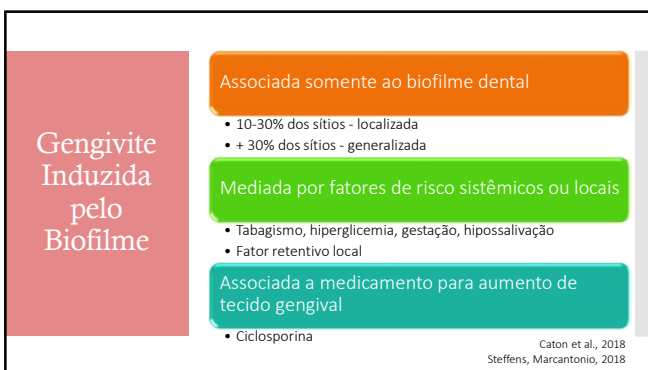 Gengivite
Induzida
pelo
Biofilme
Associada somente ao biofilme dental
• 10-30% dos sítios - localizada
• + 30% dos sítios - generalizada
Mediada por fatores de risco sistêmicos ou locais
• Tabagismo, hiperglicemia, gestação, hipossalivação
• Fator retentivo local
Associada a medicamento para aumento de
tecido gengival
• Ciclosporina
Caton et al., 2018
Steffens, Marcantonio, 2018